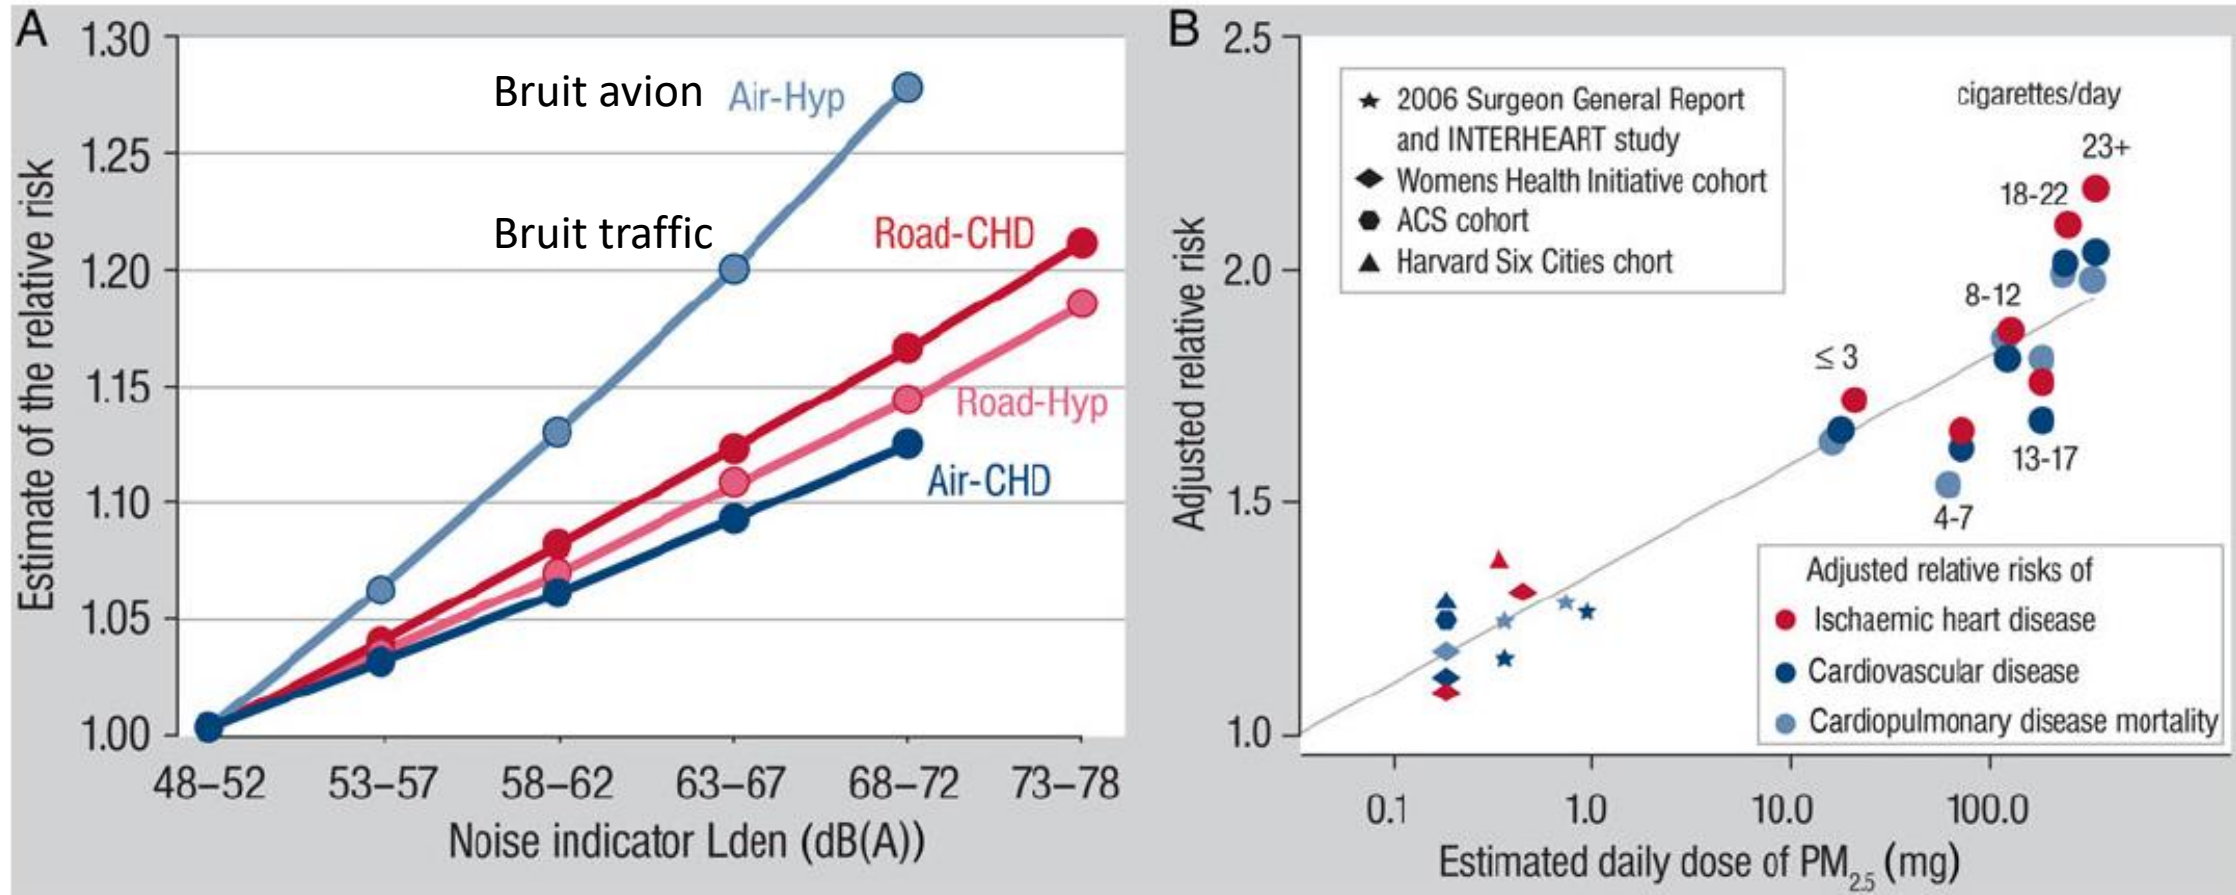 A
1.30
1.25
1.20
1.15
1.10
1.05
1.00
Estimate of the relative risk
Bruit avion
Air-Hyp
Bruit traffic
Road-CHD
Road-Hyp
Air-CHD
48–52
53–57
58–62
63–67
68–72
73–78
Noise indicator Lden (dB(A))
B
2.5
2.0
1.5
1.0
Adjusted relative risk
2006 Surgeon General Report
and INTERHEART study
Womens Health Initiative cohort
ACS cohort
Harvard Six Cities chort
cigarettes/day
23+
18-22
8-12
≤ 3
13-17
4-7
Adjusted relative risks of
Ischaemic heart disease
Cardiovascular disease
Cardiopulmonary disease mortality
0.1
1.0
10.0
100.0
Estimated daily dose of PM2.5 (mg)